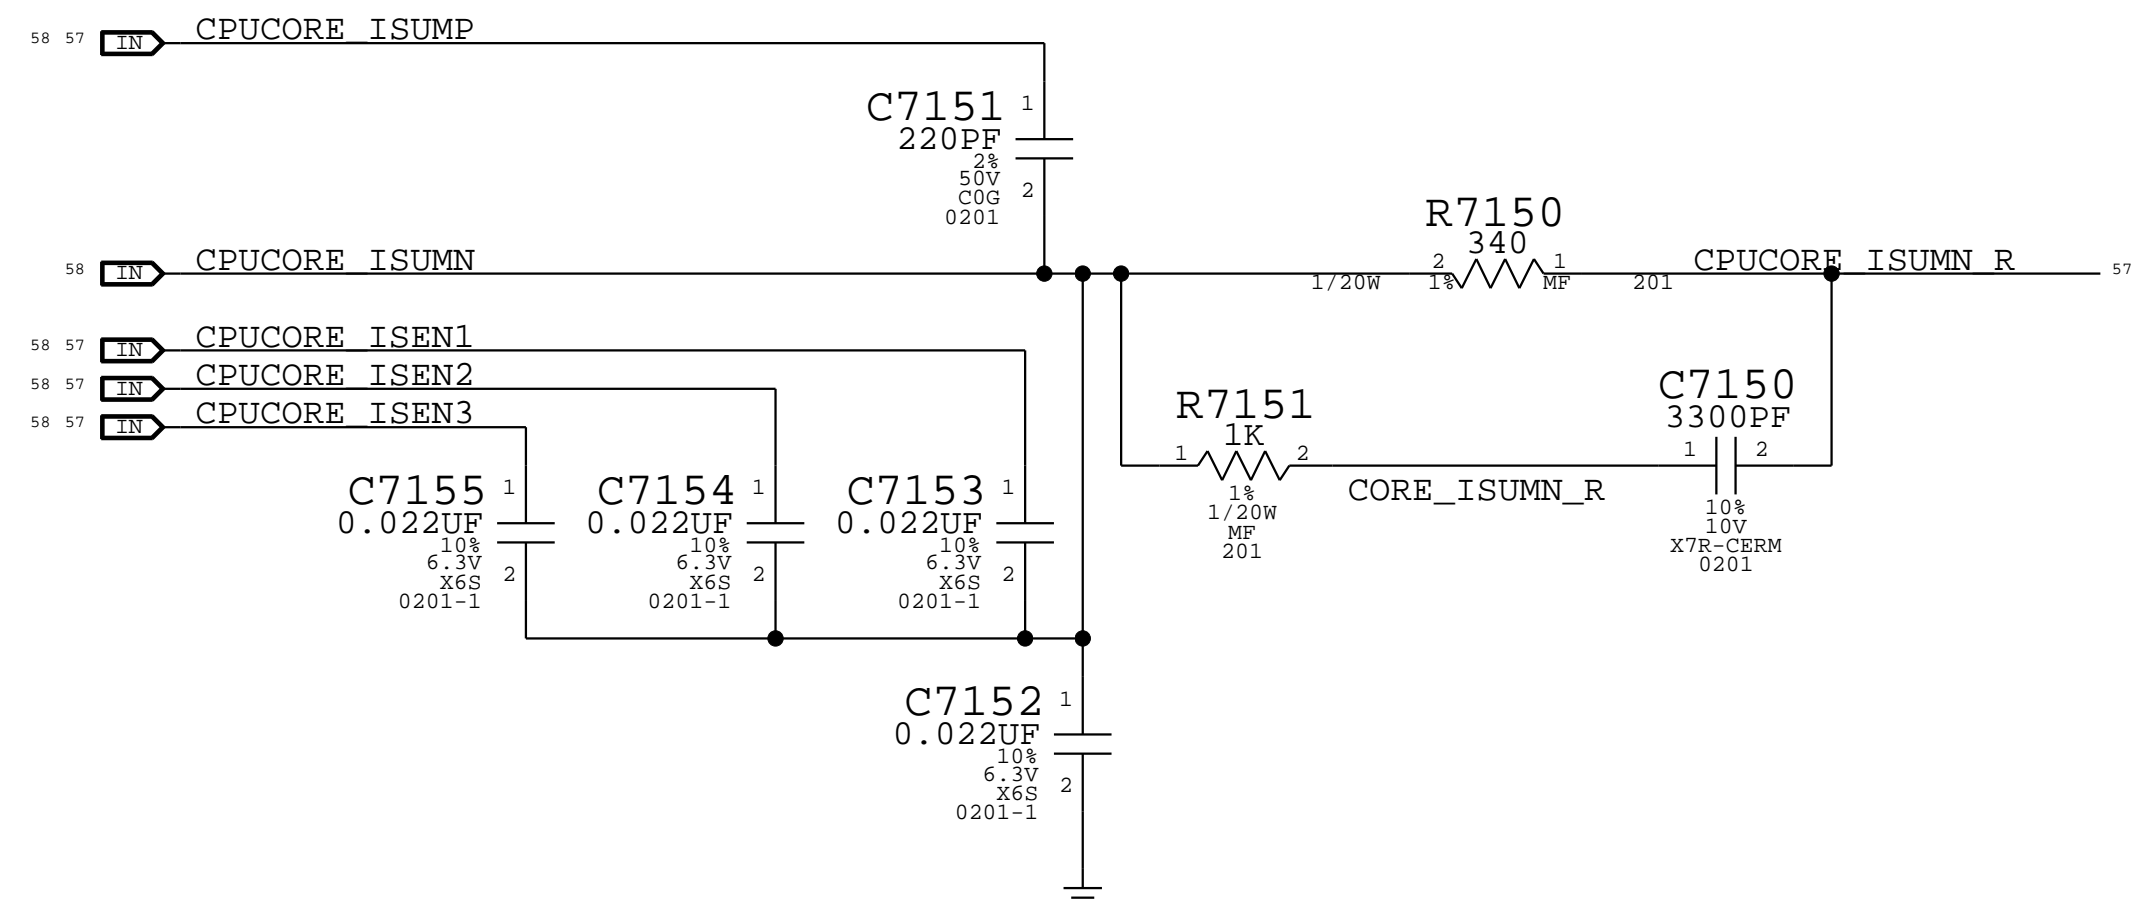 58 57 IN CPUCORE_ISUMP
C7151 1
220PF
2%
50V
C0G
0201
2
R7150
340
58 IN CPUCORE_ISUMN
2 1
1/20W 1% MF 201
CPUCORE_ISUMN_R 57
58 57 IN CPUCORE_ISEN1
58 57 IN CPUCORE_ISEN2
58 57 IN CPUCORE_ISEN3
R7151
1K
1 2
1%
1/20W
MF
201
CORE_ISUMN_R
C7150
3300PF
1 2
10%
10V
X7R-CERM
0201
C7155 1
0.022UF
10%
6.3V
X6S
0201-1
2
C7154 1
0.022UF
10%
6.3V
X6S
0201-1
2
C7153 1
0.022UF
10%
6.3V
X6S
0201-1
2
C7152 1
0.022UF
10%
6.3V
X6S
0201-1
2